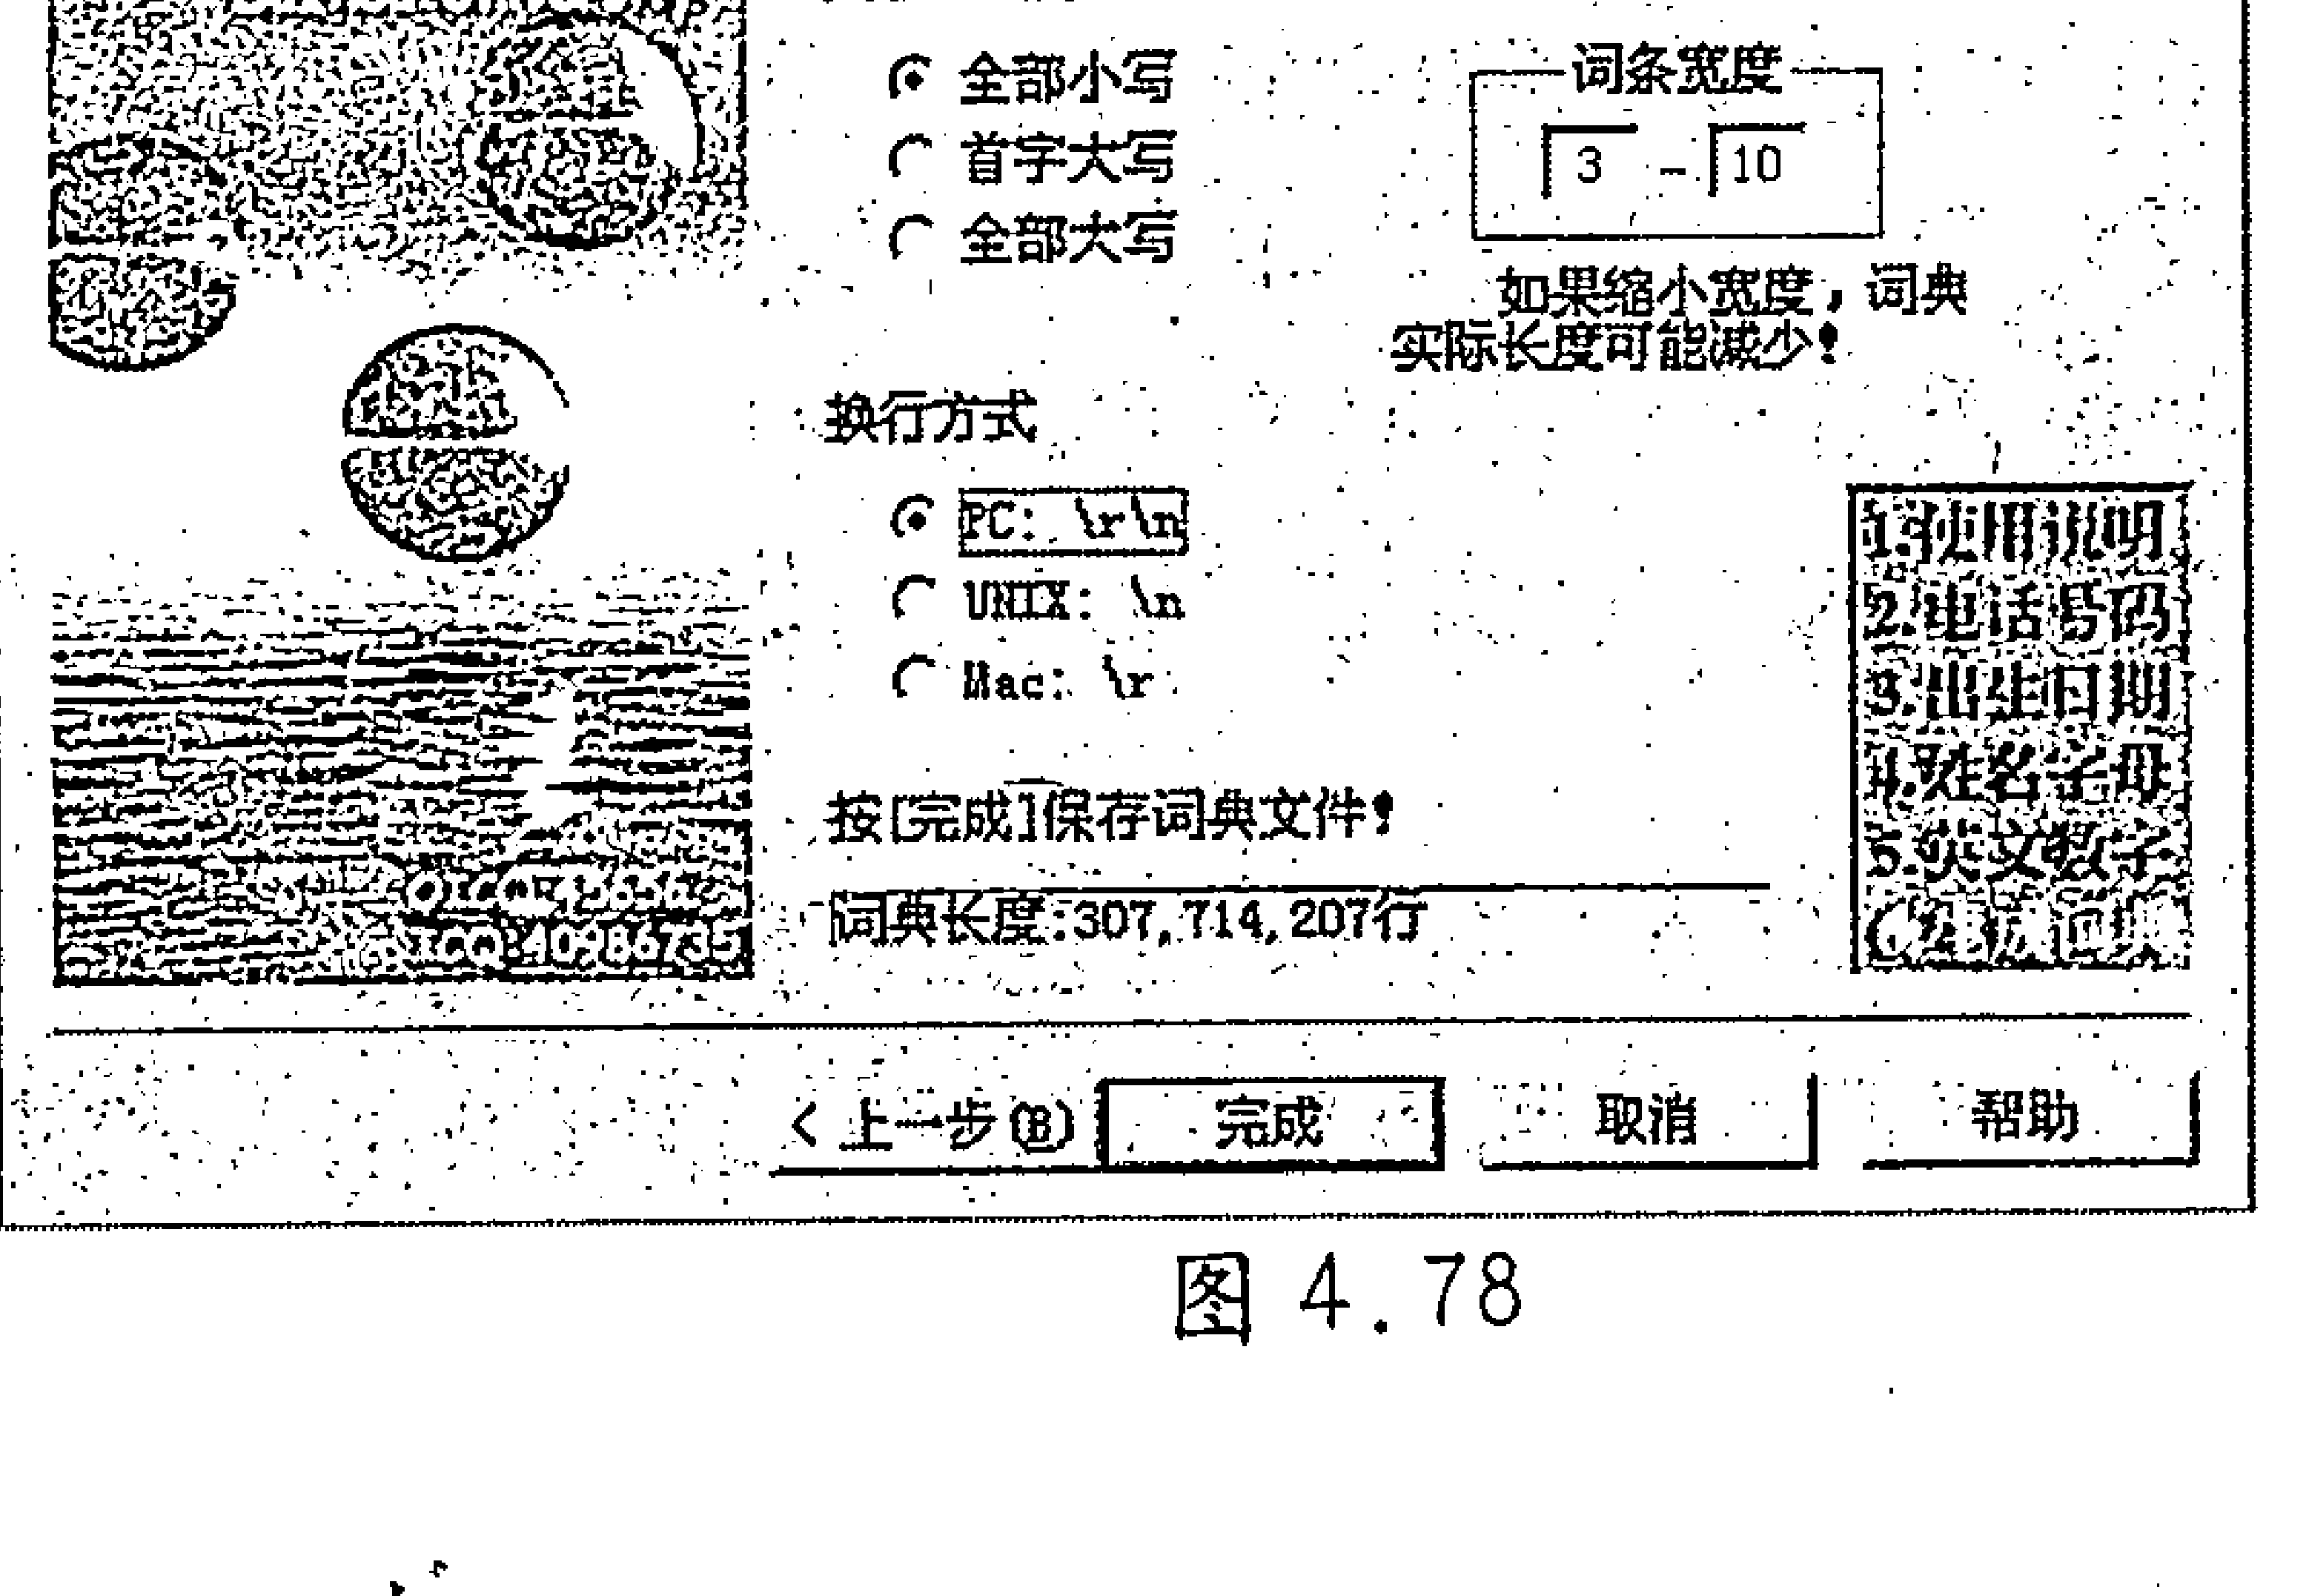 全部小写
首字大写
全部大写
词条宽度
3 - 10
如果缩小宽度，词典
实际长度可能减少！
换行方式
PC: \r\n
UNIX: \n
Mac: \r
按[完成]保存词典文件！
词典长度:307,714,207行
1.使用说明
2.电话号码
3.出生日期
4.姓名字母
5.英文数字
ICQ:40986735
< 上一步(B)
完成
取消
帮助
图 4.78